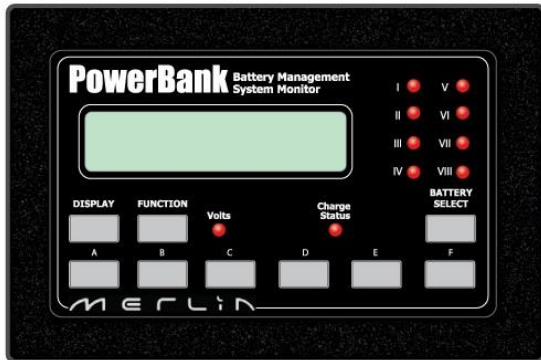 PowerBank Battery Management
System Monitor
I V
II VI
III VII
IV VIII
DISPLAY FUNCTION Volts Charge
Status BATTERY
SELECT
A B C D E F
MERLIN